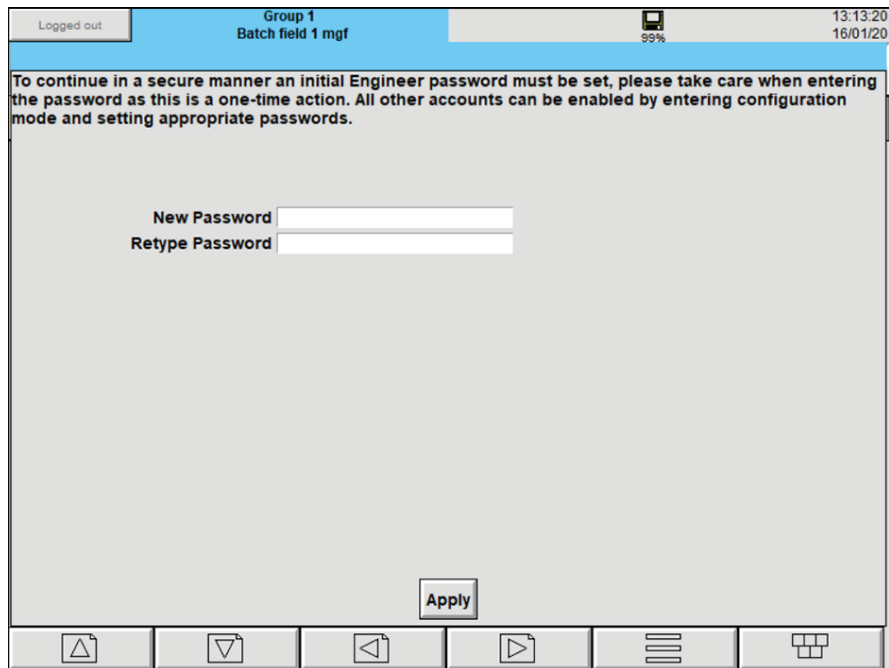 Logged out
Group 1
Batch field 1 mgf
99%
13:13:20
16/01/20
To continue in a secure manner an initial Engineer password must be set, please take care when entering
the password as this is a one-time action. All other accounts can be enabled by entering configuration
mode and setting appropriate passwords.
New Password
Retype Password
Apply